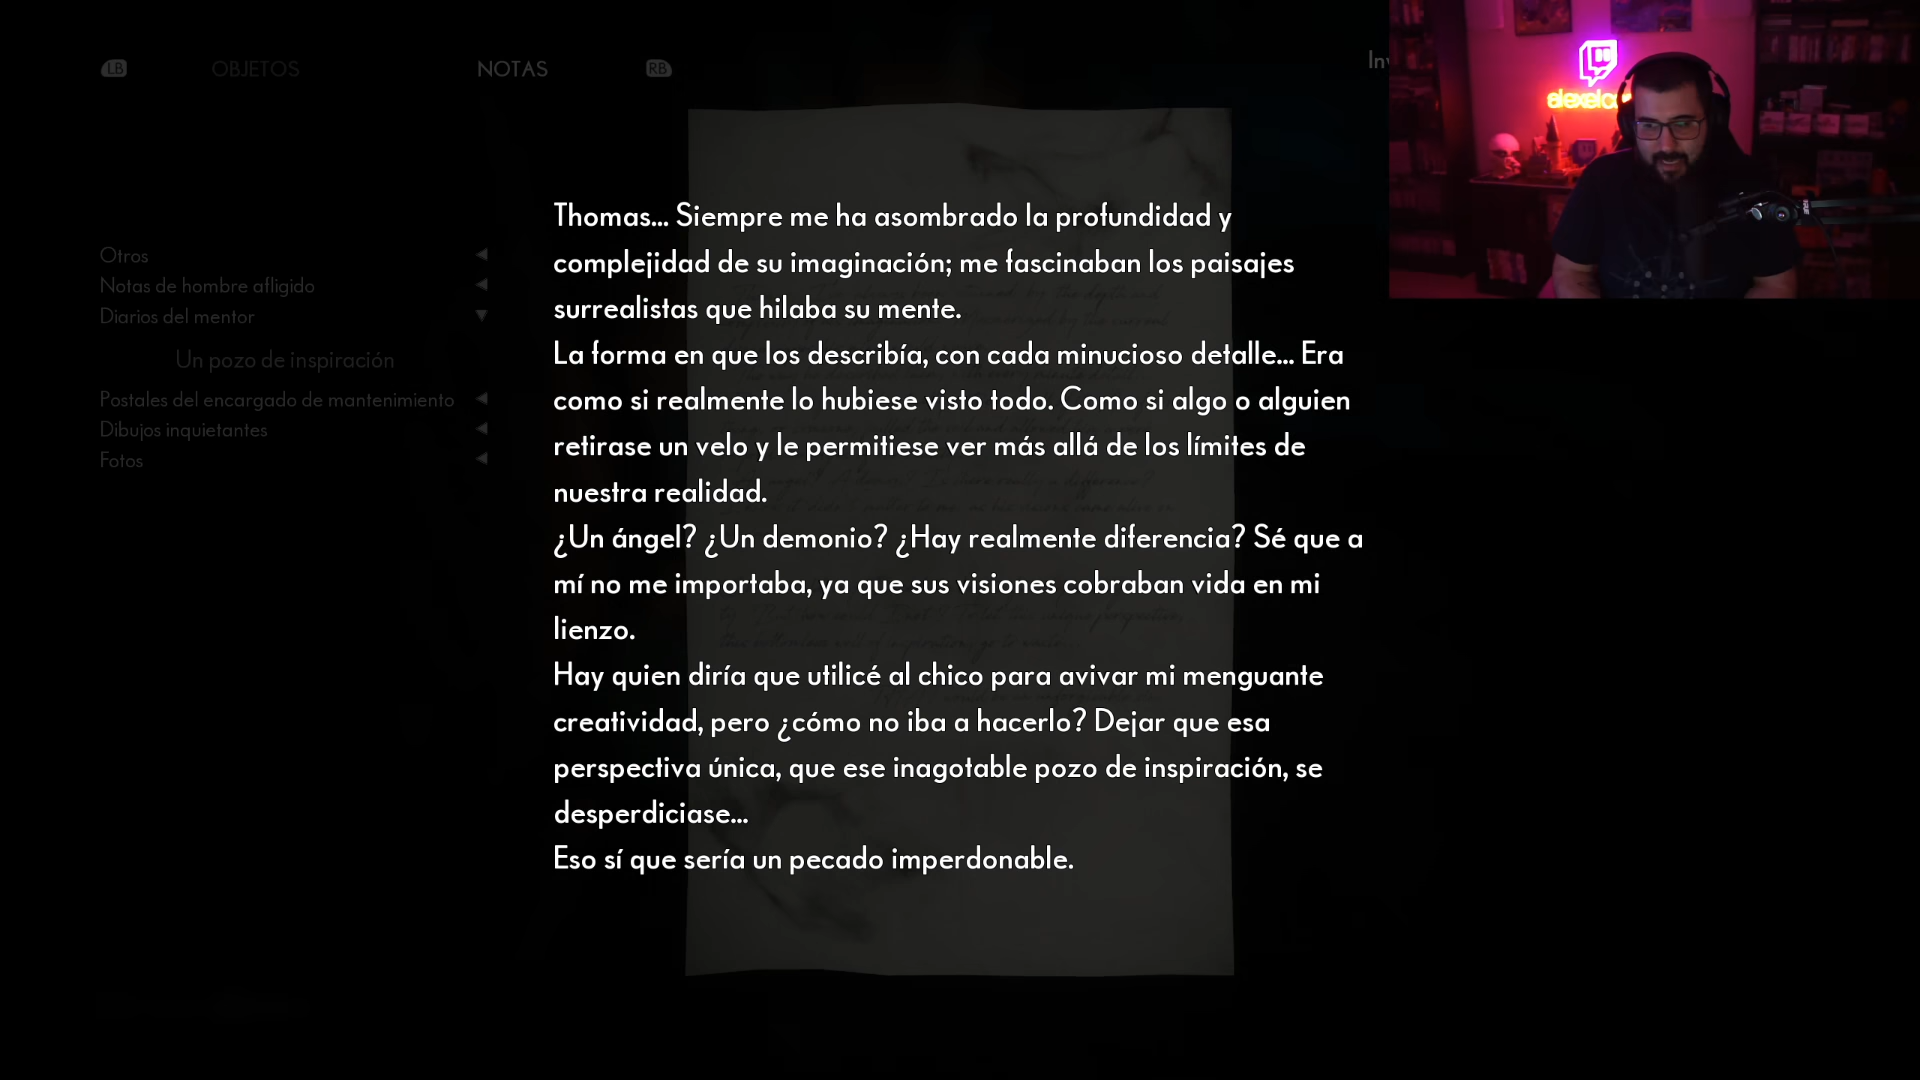 LB
OBJETOS
NOTAS
RB
Otros
Notas de hombre afligido
Diarios del mentor
Un pozo de inspiración
Postales del encargado de mantenimiento
Dibujos inquietantes
Fotos
Thomas... Siempre me ha asombrado la profundidad y
complejidad de su imaginación; me fascinaban los paisajes
surrealistas que hilaba su mente.
La forma en que los describía, con cada minucioso detalle... Era
como si realmente lo hubiese visto todo. Como si algo o alguien
retirase un velo y le permitiese ver más allá de los límites de
nuestra realidad.
¿Un ángel? ¿Un demonio? ¿Hay realmente diferencia? Sé que a
mí no me importaba, ya que sus visiones cobraban vida en mi
lienzo.
Hay quien diría que utilicé al chico para avivar mi menguante
creatividad, pero ¿cómo no iba a hacerlo? Dejar que esa
perspectiva única, que ese inagotable pozo de inspiración, se
desperdiciase...
Eso sí que sería un pecado imperdonable.